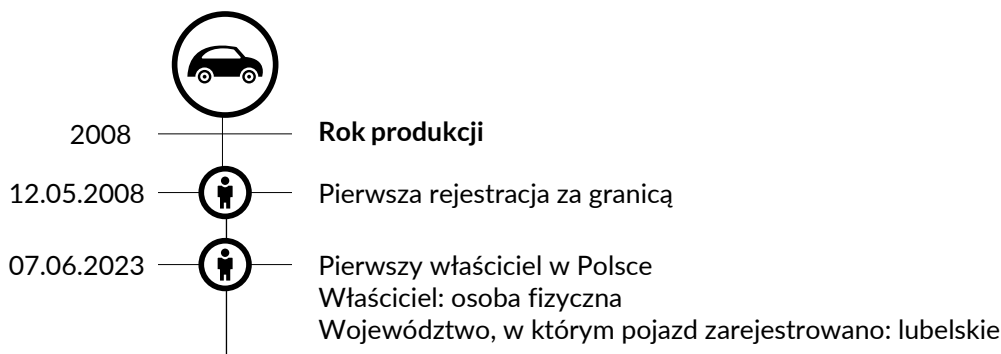 2008 Rok produkcji
12.05.2008 Pierwsza rejestracja za granicą
07.06.2023 Pierwszy właściciel w Polsce
Właściciel: osoba fizyczna
Województwo, w którym pojazd zarejestrowano: lubelskie